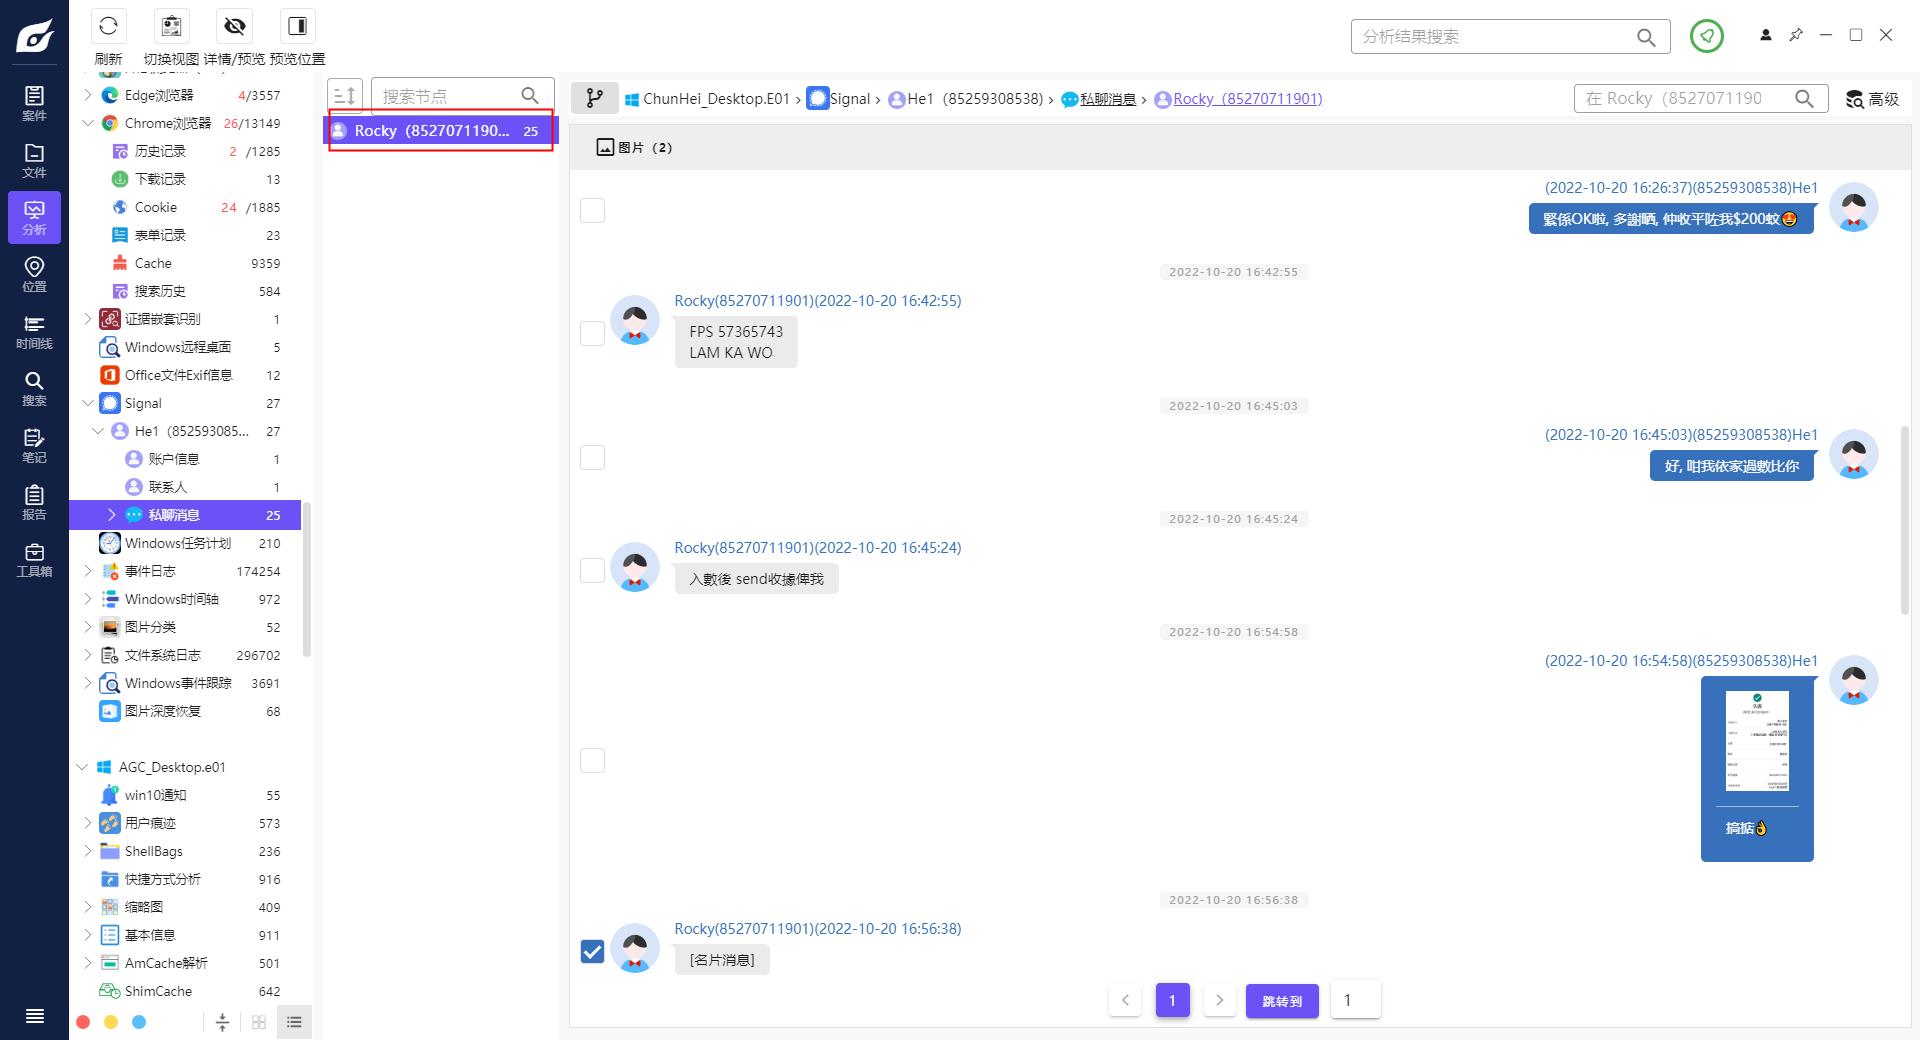 刷新
切换视图
详情/预览
预览位置
分析结果搜索
案件
文件
分析
位置
时间线
搜索
笔记
报告
工具箱
Edge浏览器 4/3557
Chrome浏览器 26/13149
历史记录 2 /1285
下载记录 13
Cookie 24 /1885
表单记录 23
Cache 9359
搜索历史 584
证据嵌套识别 1
Windows远程桌面 5
Office文件Exif信息 12
Signal 27
He1（852593085... 27
账户信息 1
联系人 1
私聊消息 25
Windows任务计划 210
事件日志 174254
Windows时间轴 972
图片分类 52
文件系统日志 296702
Windows事件跟踪 3691
图片深度恢复 68
AGC_Desktop.e01
win10通知 55
用户痕迹 573
ShellBags 236
快捷方式分析 916
缩略图 409
基本信息 911
AmCache解析 501
ShimCache 642
搜索节点
Rocky（8527071190... 25
ChunHei_Desktop.E01 › Signal › He1（85259308538) › 私聊消息 › Rocky（85270711901)
在 Rocky（8527071190
高级
图片（2）
(2022-10-20 16:26:37)(85259308538)He1
緊係OK啦, 多謝晒, 仲收平咗我$200蚊🤩
2022-10-20 16:42:55
Rocky(85270711901)(2022-10-20 16:42:55)
FPS 57365743
LAM KA WO
2022-10-20 16:45:03
(2022-10-20 16:45:03)(85259308538)He1
好, 咁我依家過數比你
2022-10-20 16:45:24
Rocky(85270711901)(2022-10-20 16:45:24)
入數後 send收據俾我
2022-10-20 16:54:58
(2022-10-20 16:54:58)(85259308538)He1
搞掂👌
2022-10-20 16:56:38
Rocky(85270711901)(2022-10-20 16:56:38)
[名片消息]
1
跳转到
1